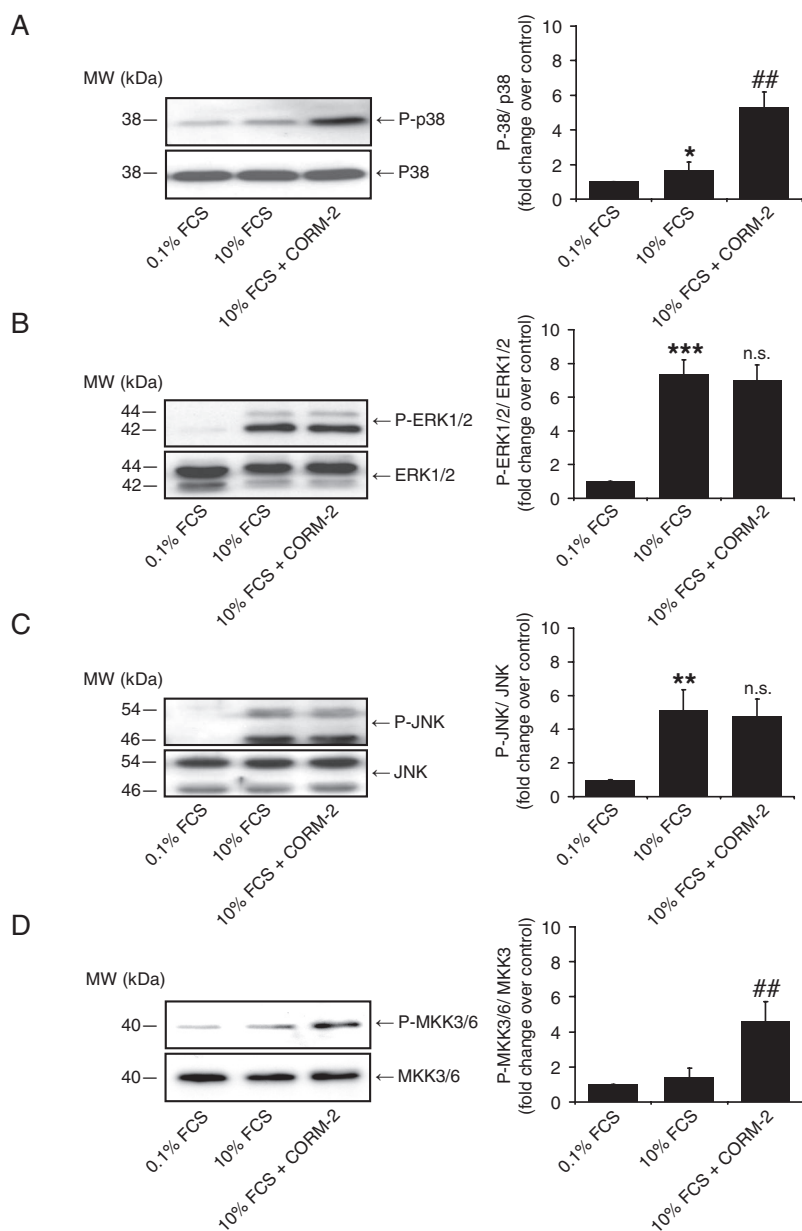 A
MW (kDa)
38
P-p38
38
P38
0.1% FCS
10% FCS
10% FCS + CORM-2
P-38/ p38
(fold change over control)
10
8
6
4
2
0
*
##
0.1% FCS
10% FCS
10% FCS + CORM-2
B
MW (kDa)
44
42
P-ERK1/2
44
42
ERK1/2
0.1% FCS
10% FCS
10% FCS + CORM-2
P-ERK1/2/ ERK1/2
(fold change over control)
10
8
6
4
2
0
***
n.s.
0.1% FCS
10% FCS
10% FCS + CORM-2
C
MW (kDa)
54
46
P-JNK
54
46
JNK
0.1% FCS
10% FCS
10% FCS + CORM-2
P-JNK/ JNK
(fold change over control)
10
8
6
4
2
0
**
n.s.
0.1% FCS
10% FCS
10% FCS + CORM-2
D
MW (kDa)
40
P-MKK3/6
40
MKK3/6
0.1% FCS
10% FCS
10% FCS + CORM-2
P-MKK3/6/ MKK3
(fold change over control)
10
8
6
4
2
0
##
0.1% FCS
10% FCS
10% FCS + CORM-2